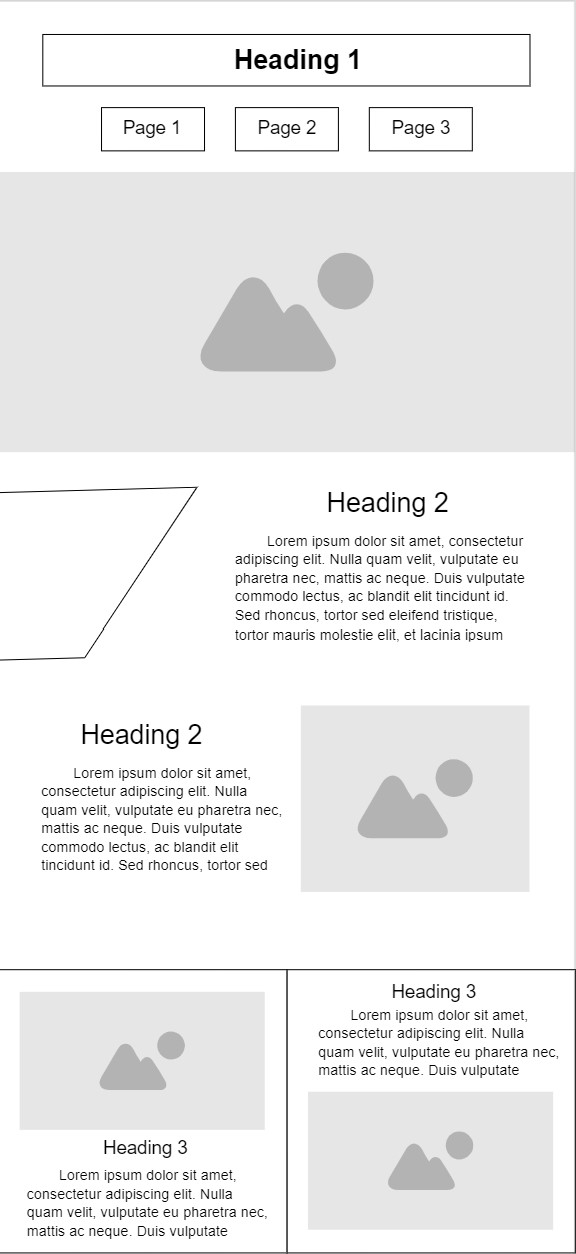 Heading 1
Page 1
Page 2
Page 3
Heading 2
Lorem ipsum dolor sit amet, consectetur
adipiscing elit. Nulla quam velit, vulputate eu
pharetra nec, mattis ac neque. Duis vulputate
commodo lectus, ac blandit elit tincidunt id.
Sed rhoncus, tortor sed eleifend tristique,
tortor mauris molestie elit, et lacinia ipsum
Heading 2
Lorem ipsum dolor sit amet,
consectetur adipiscing elit. Nulla
quam velit, vulputate eu pharetra nec,
mattis ac neque. Duis vulputate
commodo lectus, ac blandit elit
tincidunt id. Sed rhoncus, tortor sed
Heading 3
Lorem ipsum dolor sit amet,
consectetur adipiscing elit. Nulla
quam velit, vulputate eu pharetra nec,
mattis ac neque. Duis vulputate
Heading 3
Lorem ipsum dolor sit amet,
consectetur adipiscing elit. Nulla
quam velit, vulputate eu pharetra nec,
mattis ac neque. Duis vulputate